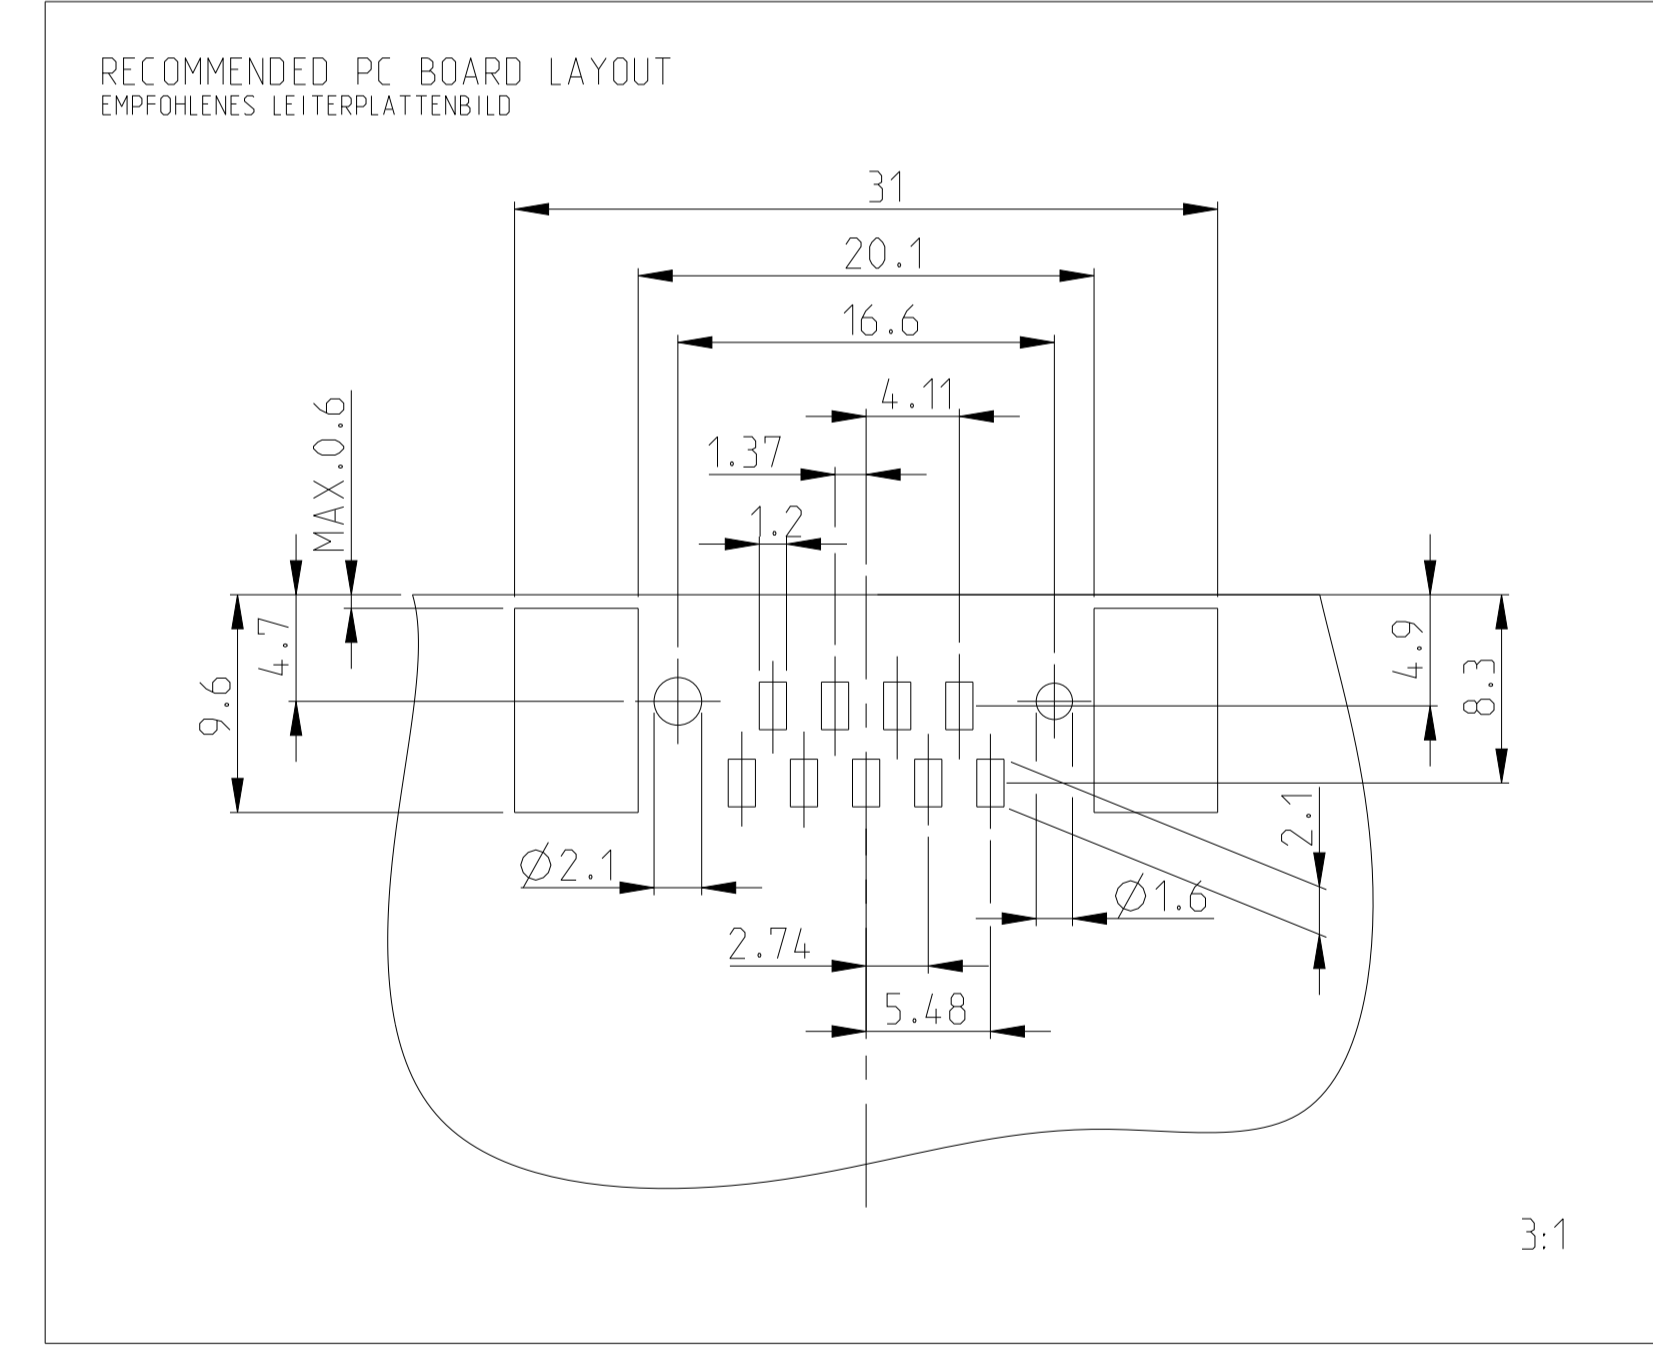 RECOMMENDED PC BOARD LAYOUT
EMPFOHLENES LEITERPLATTENBILD
31
20.1
16.6
4.11
1.37
1.2
MAX.0.6
4.7
9.6
4.9
8.3
2.1
Ø2.1
Ø1.6
2.74
5.48
3:1